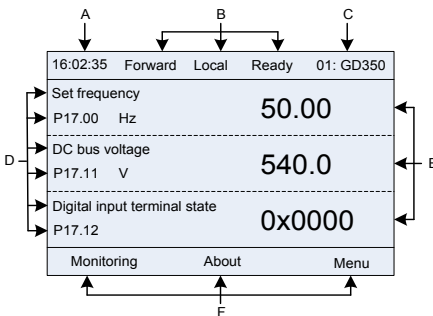 A B C
16:02:35 Forward Local Ready 01: GD350
Set frequency
P17.00 Hz 50.00
DC bus voltage
P17.11 V 540.0
D E
Digital input terminal state
P17.12 0x0000
Monitoring About Menu
F